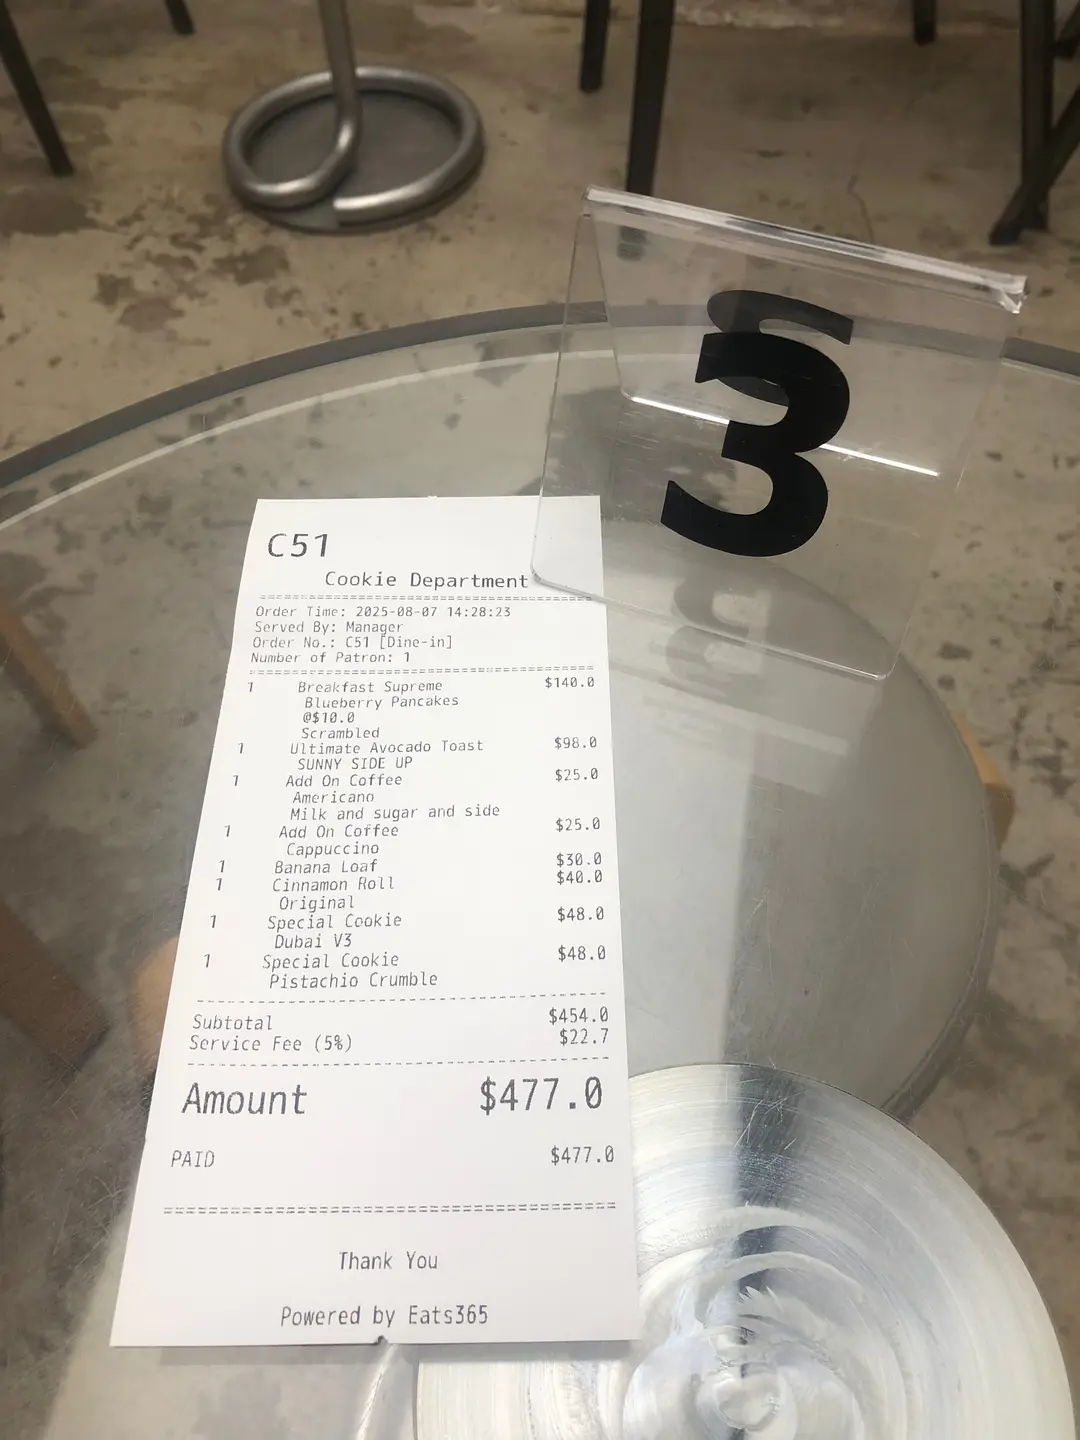 3
C51
Cookie Department
Order Time: 2025-08-07 14:28:23
Served By: Manager
Order No.: C51 [Dine-in]
Number of Patron: 1
1 Breakfast Supreme $140.0
Blueberry Pancakes
@$10.0
Scrambled
1 Ultimate Avocado Toast $98.0
SUNNY SIDE UP
1 Add On Coffee $25.0
Americano
Milk and sugar and side
1 Add On Coffee $25.0
Cappuccino
1 Banana Loaf $30.0
1 Cinnamon Roll $40.0
Original
1 Special Cookie $48.0
Dubai V3
1 Special Cookie $48.0
Pistachio Crumble
Subtotal $454.0
Service Fee (5%) $22.7
Amount $477.0
PAID $477.0
Thank You
Powered by Eats365